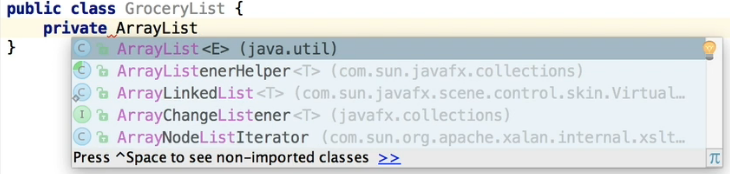 public class GroceryList {
private ArrayList
}
ArrayList<E> (java.util)
ArrayListenerHelper<T> (com.sun.javafx.collections)
ArrayLinkedList<T> (com.sun.javafx.scene.control.skin.Virtual…
ArrayChangeListener<T> (javafx.collections)
ArrayNodeListIterator (com.sun.org.apache.xalan.internal.xslt…
Press ^Space to see non-imported classes >>
π